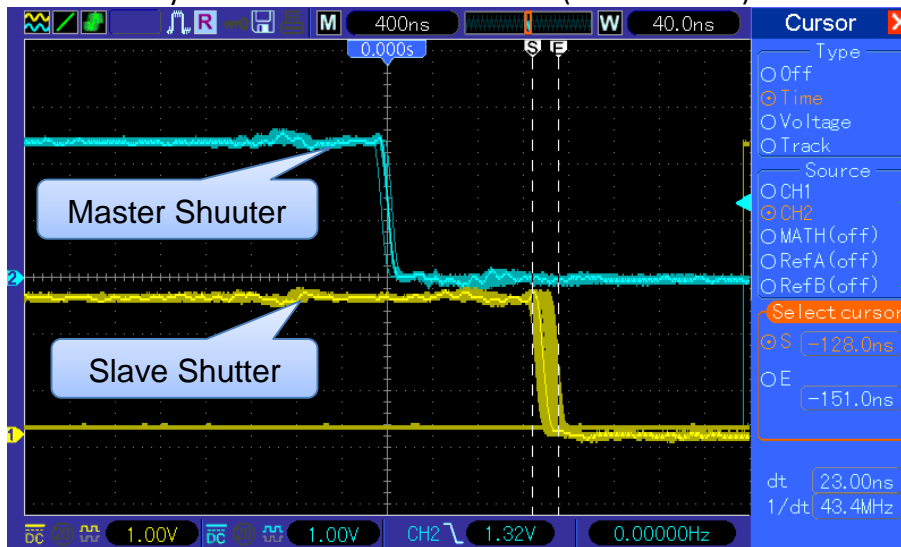 R M 400ns W 40.0ns Cursor X
0.000s S E
Type
Off
Time
Voltage
Track
Source
CH1
CH2
MATH(off)
RefA(off)
RefB(off)
Select cursor
S -128.0ns
E
-151.0ns
dt 23.00ns
1/dt 43.4MHz
Master Shuuter
2
Slave Shutter
1
DC 1.00V DC 1.00V CH2 1.32V 0.00000Hz